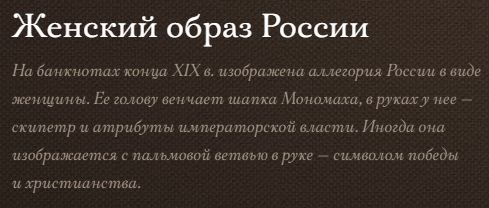 Женский образ России
На банкнотах конца XIX в. изображена аллегория России в виде
женщины. Ее голову венчает шапка Мономаха, в руках у нее –
скипетр и атрибуты императорской власти. Иногда она
изображается с пальмовой ветвью в руке – символом победы
и христианства.